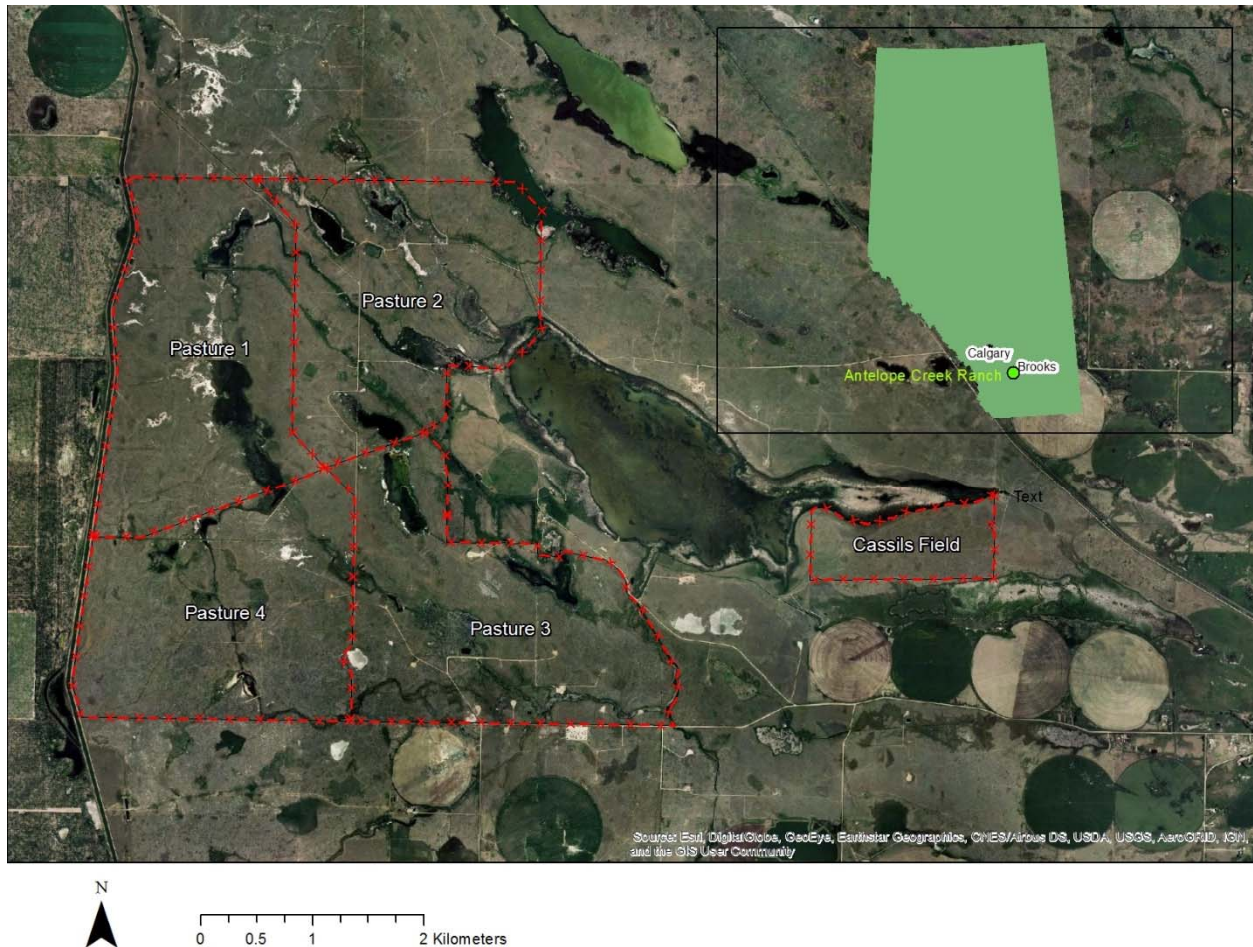 Calgary
Brooks
Antelope Creek Ranch
Pasture 2
Pasture 1
Text
Cassils Field
Pasture 4
Pasture 3
Source: Esri, DigitalGlobe, GeoEye, Earthstar Geographics, CNES/Airbus DS, USDA, USGS, AeroGRID, IGN,
and the GIS User Community
N
0 0.5 1 2 Kilometers